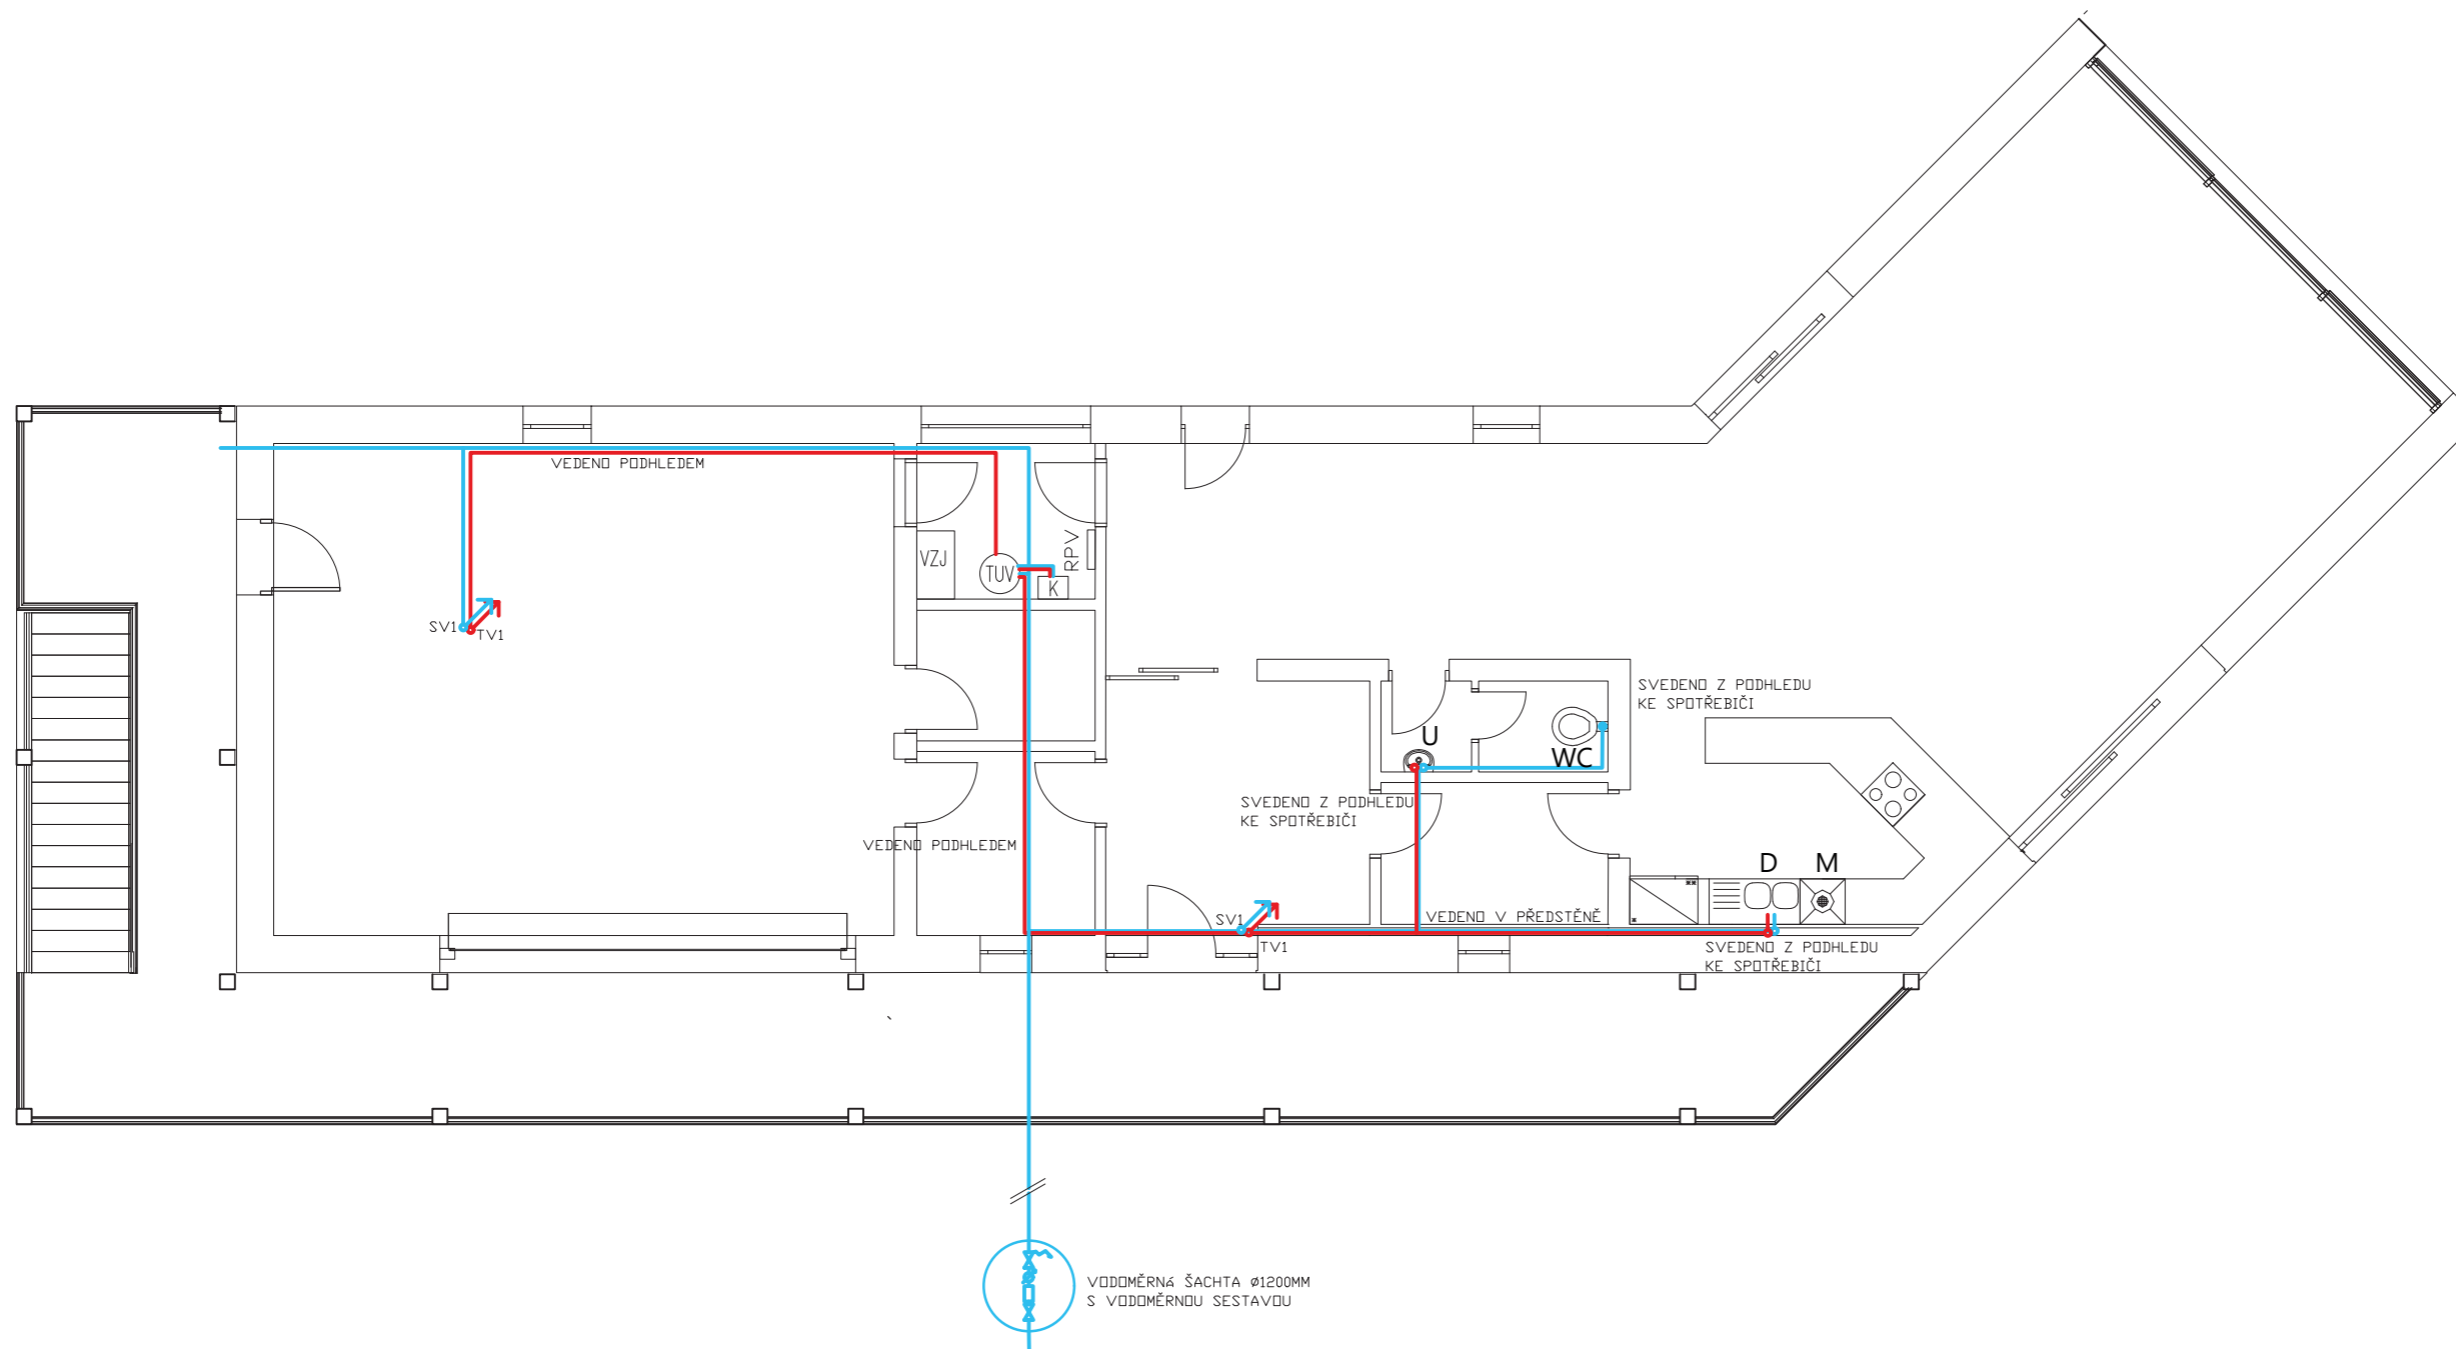 VEDENO PODHLEDEM
VZJ
TUV
K
RPV
SV1
TV1
SVEDENO Z PODHLEDU
KE SPOTŘEBIČI
U
WC
SVEDENO Z PODHLEDU
KE SPOTŘEBIČI
VEDENO PODHLEDEM
D
M
SV1
TV1
VEDENO V PŘEDSTĚNĚ
SVEDENO Z PODHLEDU
KE SPOTŘEBIČI
VODOMĚRNá ŠACHTA Ø1200MM
S VODOMĚRNOU SESTAVOU